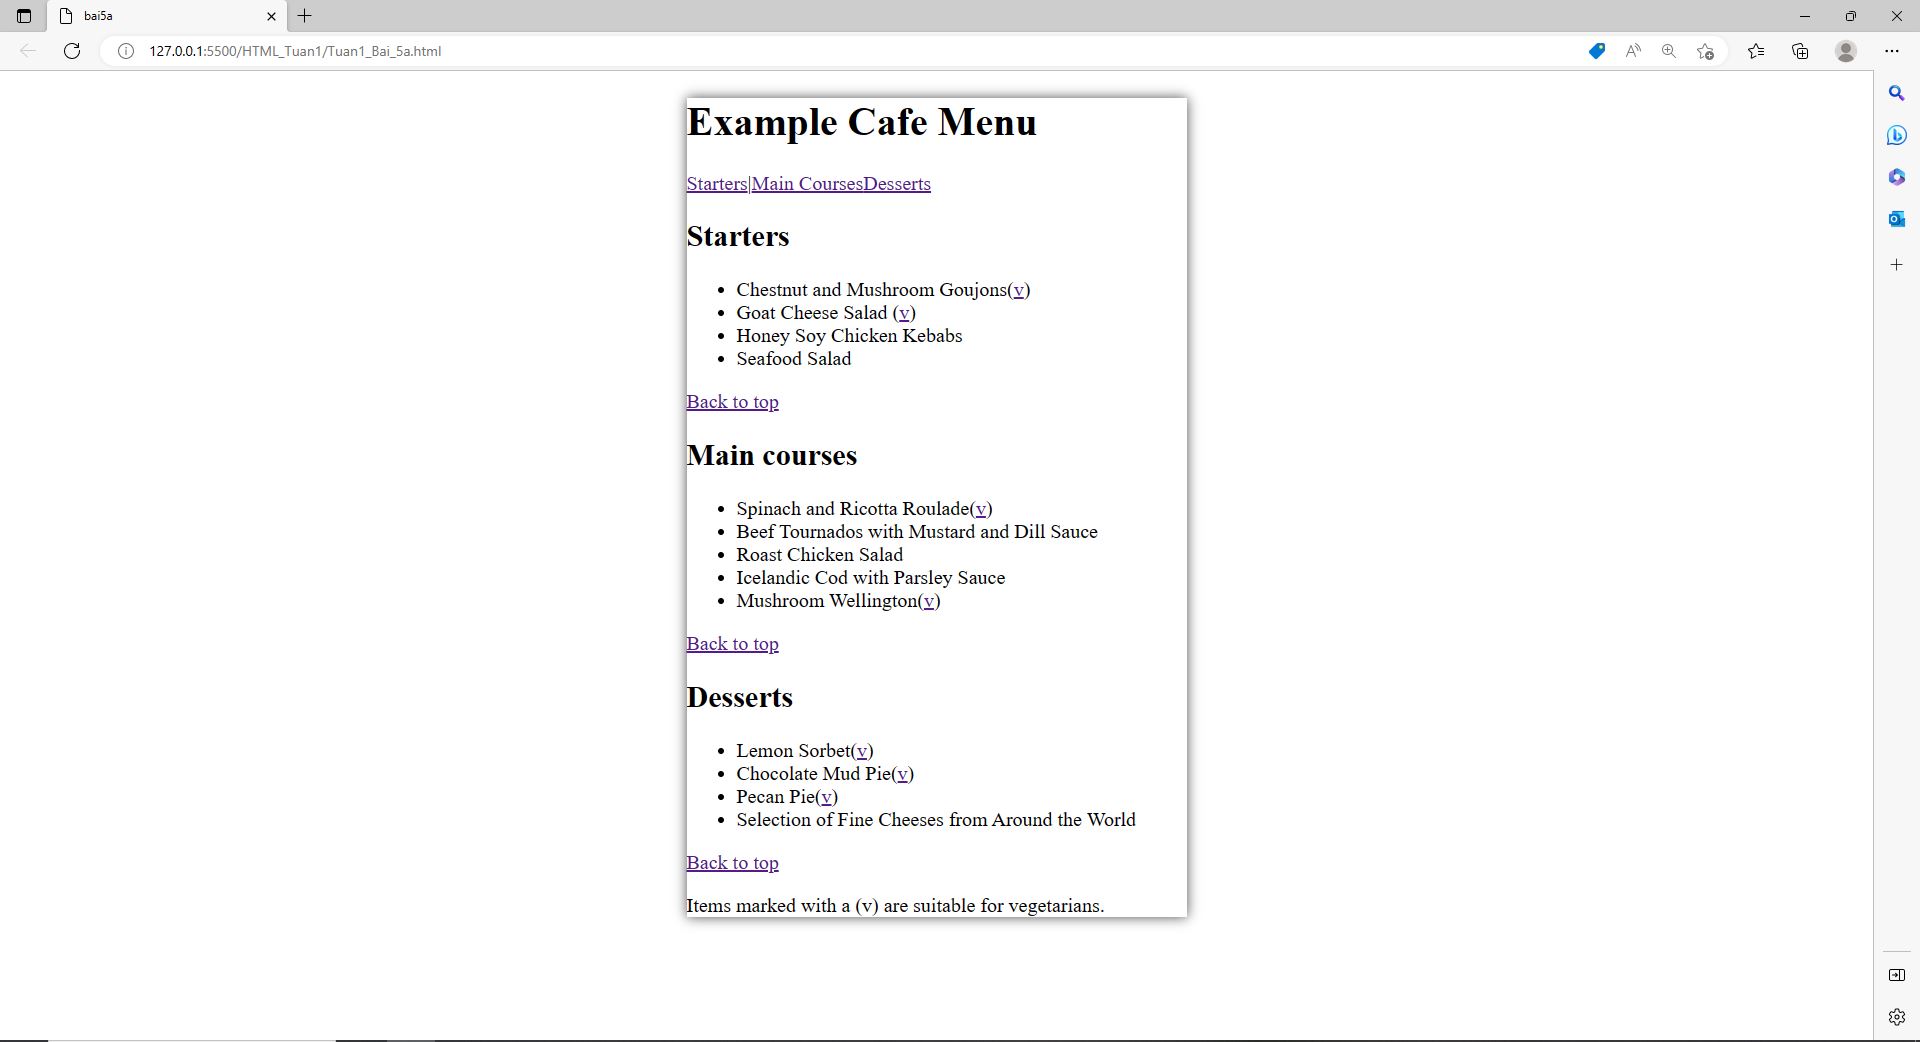 bai5a
127.0.0.1:5500/HTML_Tuan1/Tuan1_Bai_5a.html
Example Cafe Menu
Starters|Main CoursesDesserts
Starters
Chestnut and Mushroom Goujons(v)
Goat Cheese Salad (v)
Honey Soy Chicken Kebabs
Seafood Salad
Back to top
Main courses
Spinach and Ricotta Roulade(v)
Beef Tournados with Mustard and Dill Sauce
Roast Chicken Salad
Icelandic Cod with Parsley Sauce
Mushroom Wellington(v)
Back to top
Desserts
Lemon Sorbet(v)
Chocolate Mud Pie(v)
Pecan Pie(v)
Selection of Fine Cheeses from Around the World
Back to top
Items marked with a (v) are suitable for vegetarians.